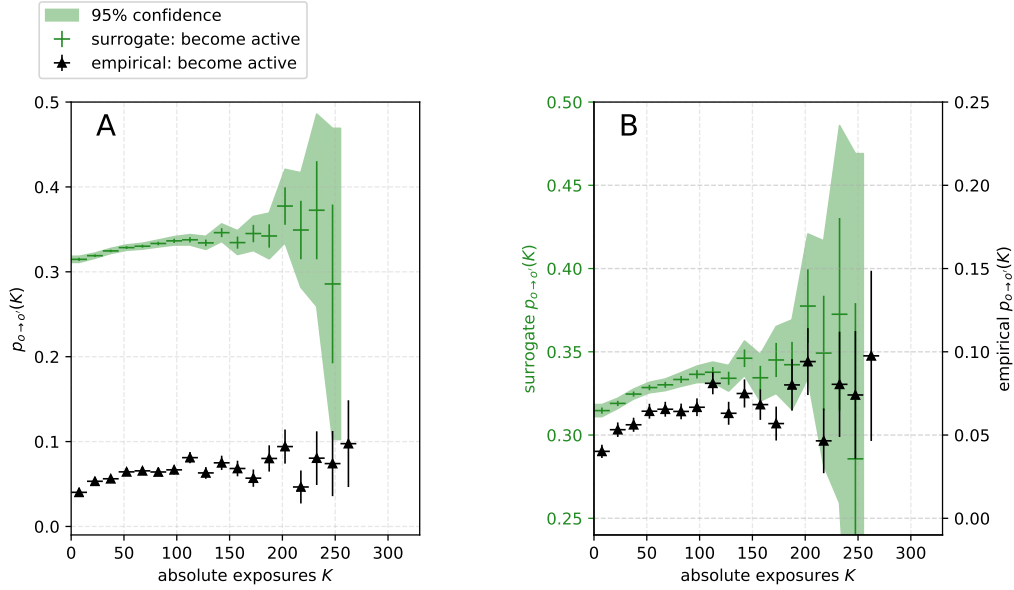 95% confidence
surrogate: become active
empirical: become active
A
0.5
0.4
0.3
0.2
0.1
0.0
0 50 100 150 200 250 300
absolute exposures K
p_{o→o'}(K)
B
0.50
0.45
0.40
0.35
0.30
0.25
surrogate p_{o→o'}(K)
0.25
0.20
0.15
0.10
0.05
0.00
empirical p_{o→o'}(K)
0 50 100 150 200 250 300
absolute exposures K